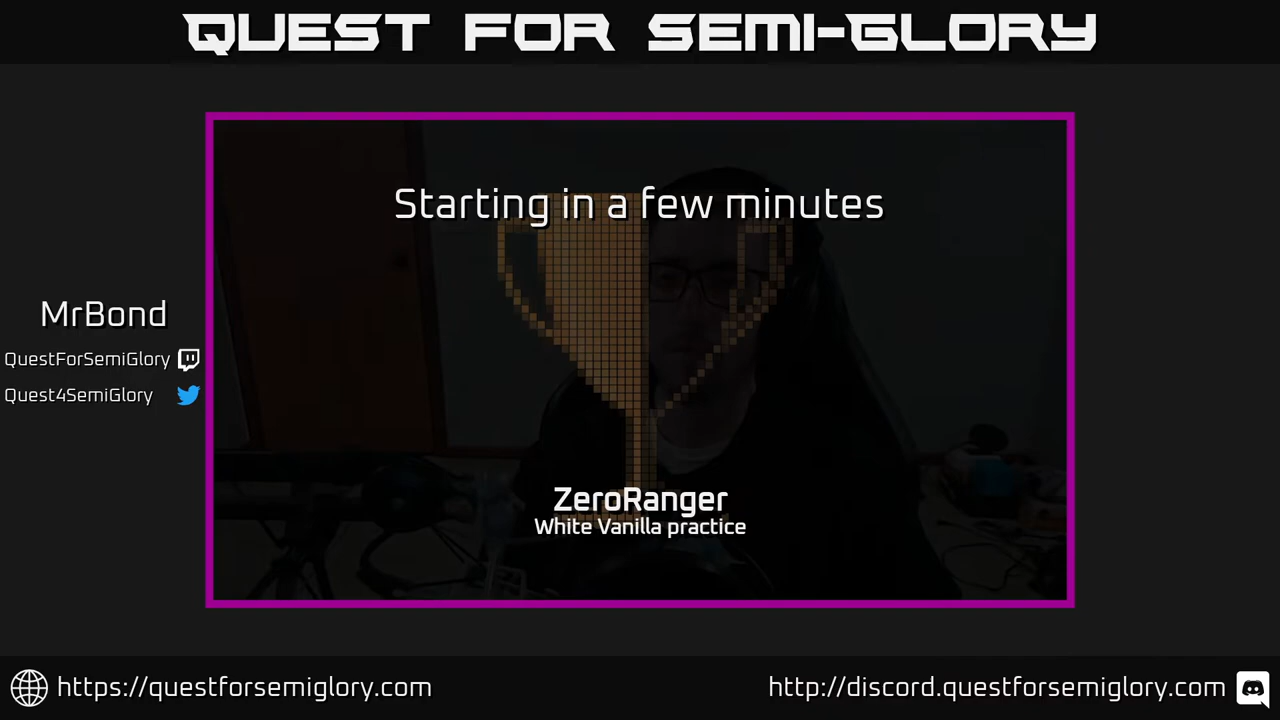 QUEST FOR SEMI-GLORY
Starting in a few minutes
MrBond
QuestForSemiGlory
Quest4SemiGlory
ZeroRanger
White Vanilla practice
https://questforsemiglory.com
http://discord.questforsemiglory.com